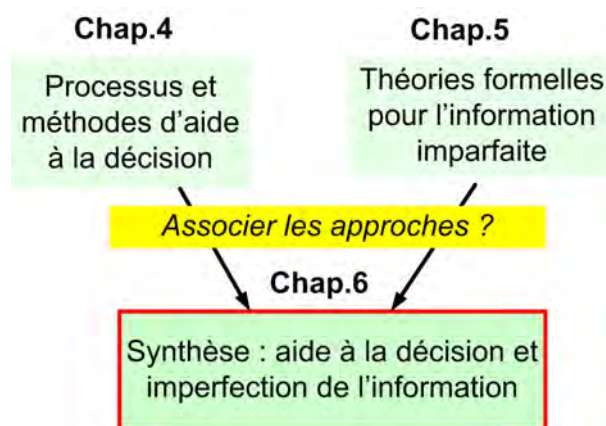 Chap.4
Processus et
méthodes d'aide
à la décision
Chap.5
Théories formelles
pour l'information
imparfaite
Associer les approches ?
Chap.6
Synthèse : aide à la décision et
imperfection de l'information